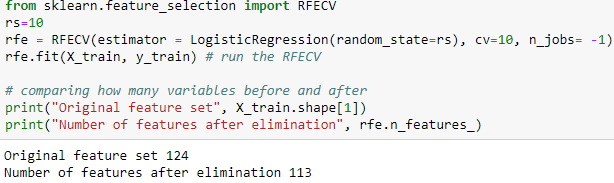 from sklearn.feature_selection import RFECV
rs=10
rfe = RFECV(estimator = LogisticRegression(random_state=rs), cv=10, n_jobs= -1)
rfe.fit(X_train, y_train) # run the RFECV
# comparing how many variables before and after
print("Original feature set", X_train.shape[1])
print("Number of features after elimination", rfe.n_features_)
Original feature set 124
Number of features after elimination 113